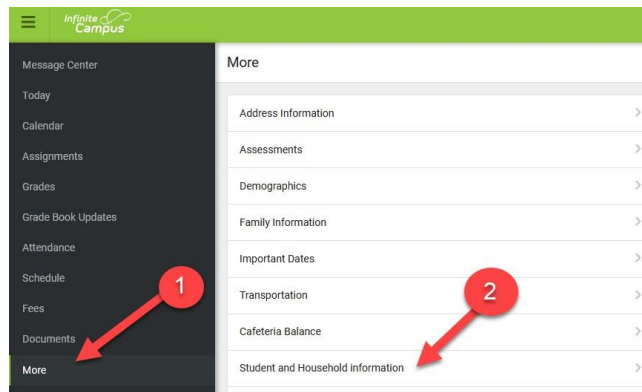 Infinite
Campus
Message Center
Today
Calendar
Assignments
Grades
Grade Book Updates
Attendance
Schedule
Fees
Documents
More
1
More
Address Information
Assessments
Demographics
Family Information
Important Dates
Transportation
Cafeteria Balance
Student and Household information
2